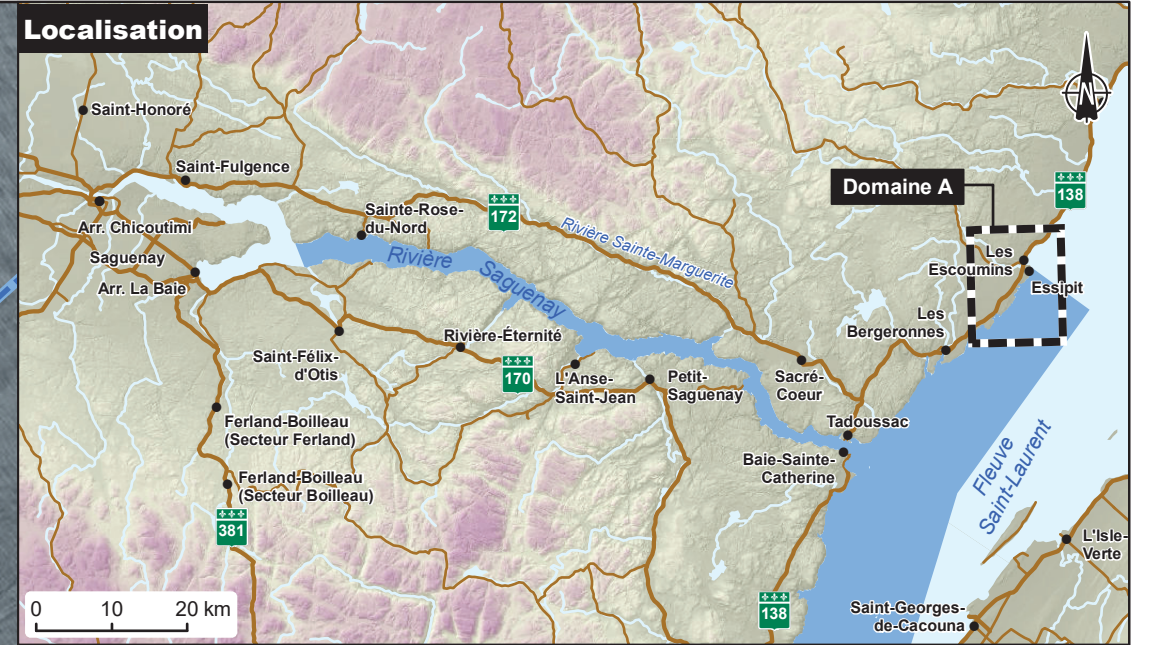 Localisation
N
Saint-Honoré
Saint-Fulgence
138
Domaine A
172
Sainte-Rose-
du-Nord
Arr. Chicoutimi
Rivière Sainte-Marguerite
Saguenay
Rivière Saguenay
Les
Escoumins
Arr. La Baie
Essipit
Les
Bergeronnes
Rivière-Éternité
Saint-Félix-
d'Otis
170
L'Anse-
Saint-Jean
Petit-
Saguenay
Sacré-
Coeur
Ferland-Boilleau
(Secteur Ferland)
Tadoussac
Baie-Sainte-
Catherine
Fleuve
Saint-Laurent
Ferland-Boilleau
(Secteur Boilleau)
381
L'Isle-
Verte
0 10 20 km
138
Saint-Georges-
de-Cacouna